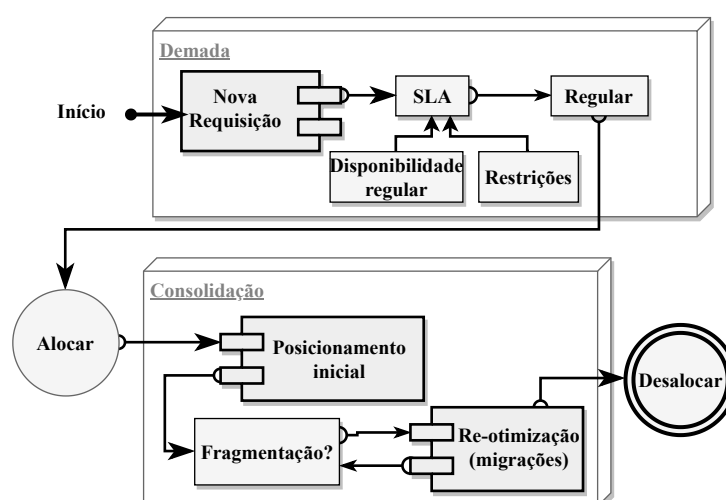 Demada
Início
Nova
Requisição
SLA
Regular
Disponibilidade
regular
Restrições
Consolidação
Alocar
Posicionamento
inicial
Desalocar
Fragmentação?
Re-otimização
(migrações)